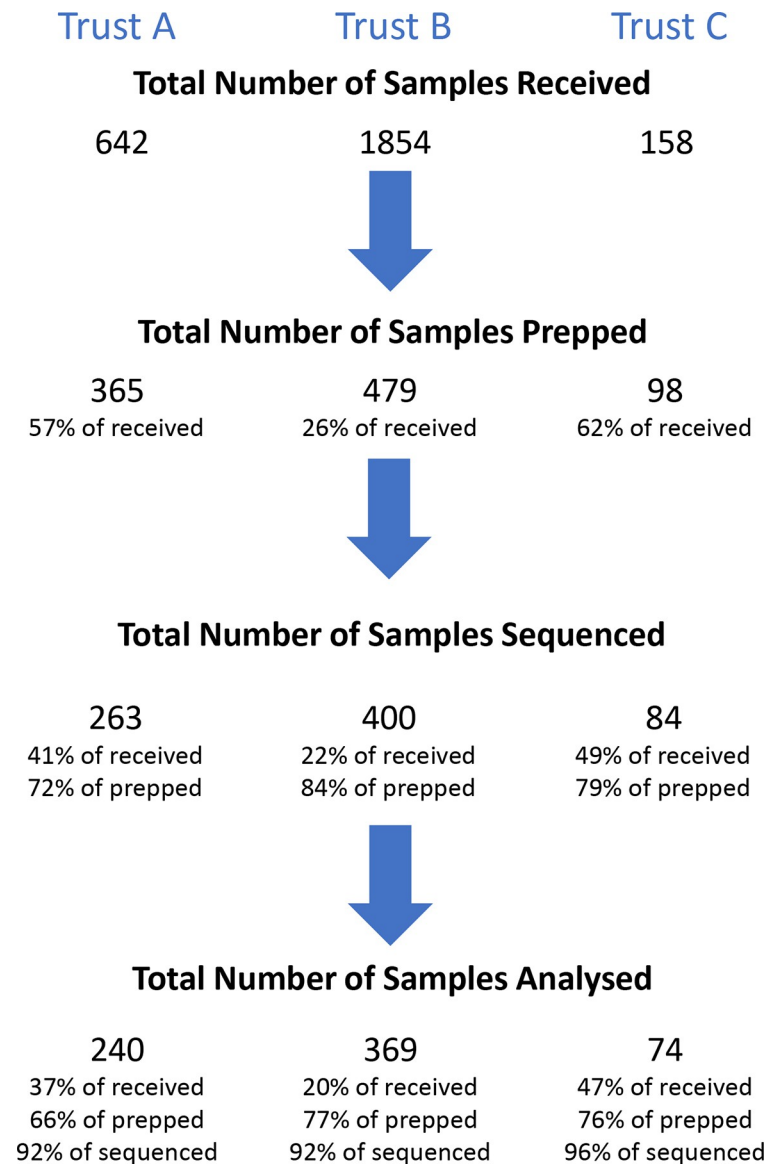 Trust A Trust B Trust C
Total Number of Samples Received
642 1854 158
Total Number of Samples Prepped
365 479 98
57% of received 26% of received 62% of received
Total Number of Samples Sequenced
263 400 84
41% of received 22% of received 49% of received
72% of prepped 84% of prepped 79% of prepped
Total Number of Samples Analysed
240 369 74
37% of received 20% of received 47% of received
66% of prepped 77% of prepped 76% of prepped
92% of sequenced 92% of sequenced 96% of sequenced